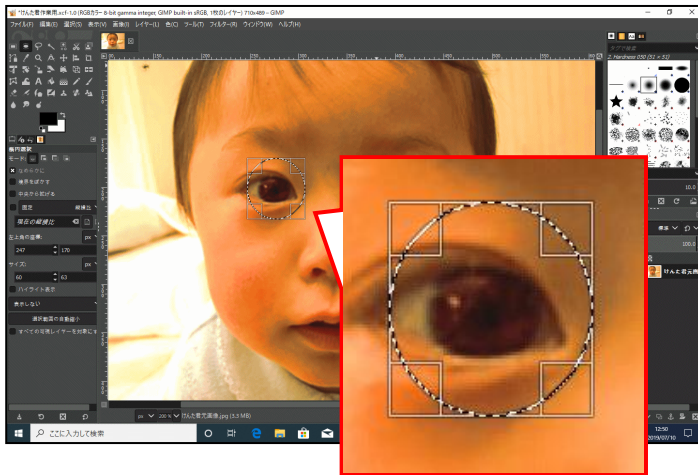 *けんた君作業用.xcf-1.0 (RGBカラー 8-bit gamma integer, GIMP built-in sRGB, 1枚のレイヤー) 710x489 – GIMP
ファイル(F) 編集(E) 選択(S) 表示(V) 画像(I) レイヤー(L) 色(C) ツール(T) フィルター(R) ウィンドウ(W) ヘルプ(H)
タブで検索
2. Hardness 050 (51 × 51)
楕円選択
モード:
なめらかに
境界をぼかす
中央から拡げる
固定 縦横比
現在の縦横比
左上角の座標: px
247 170
サイズ: px
60 63
ハイライト表示
表示しない
選択範囲の自動縮小
すべての可視レイヤーを対象にす
10.0
標準
100.0
けんた君元画
px 200 % けんた君元画像.jpg (3.3 MB)
ここに入力して検索
12:50
2019/07/10